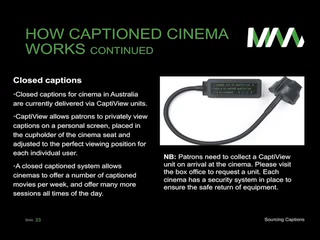 HOW CAPTIONED CINEMA
WORKS CONTINUED
Closed captions
•Closed captions for cinema in Australia
are currently delivered via CaptiView units.
•CaptiView allows patrons to privately view
captions on a personal screen, placed in
the cupholder of the cinema seat and
adjusted to the perfect viewing position for
each individual user.
•A closed captioned system allows
cinemas to offer a number of captioned
movies per week, and offer many more
sessions all times of the day.
NB: Patrons need to collect a CaptiView
unit on arrival at the cinema. Please visit
the box office to request a unit. Each
cinema has a security system in place to
ensure the safe return of equipment.
Slide 23
Sourcing Captions